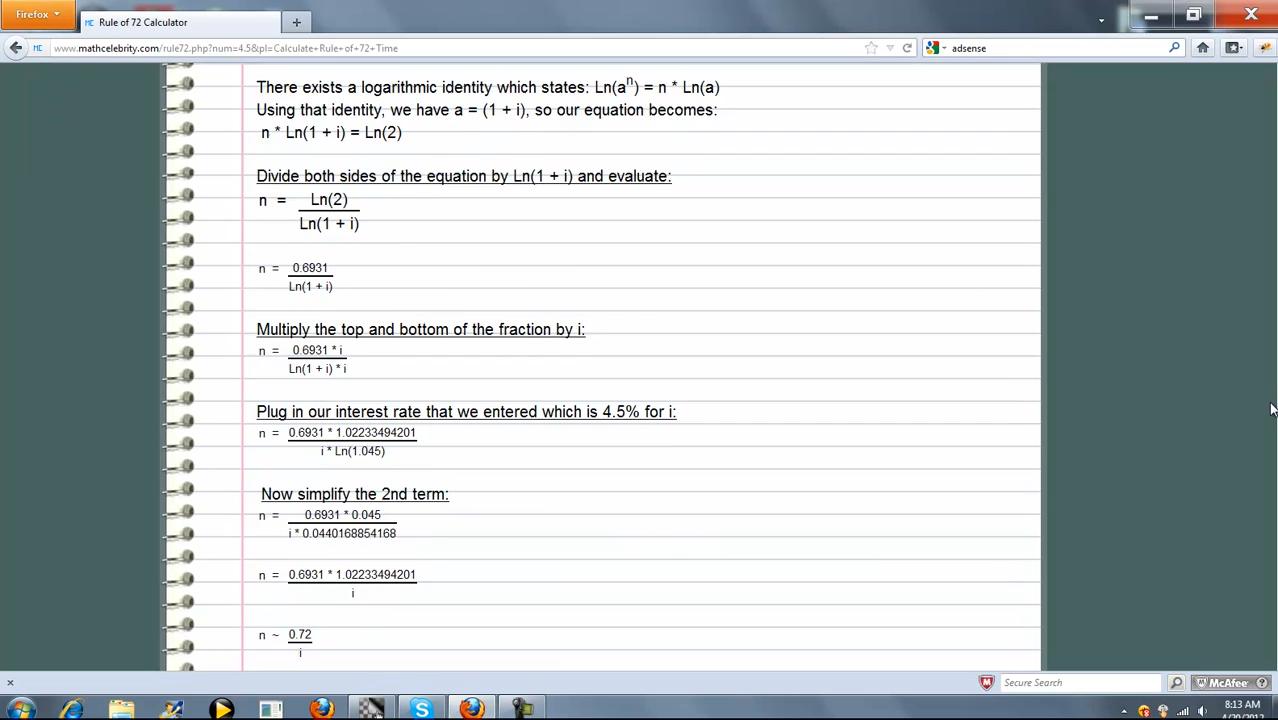 Firefox
Rule of 72 Calculator
www.mathcelebrity.com/rule72.php?num=4.5&pl=Calculate+Rule+of+72+Time
adsense
There exists a logarithmic identity which states: Ln(aⁿ) = n * Ln(a)
Using that identity, we have a = (1 + i), so our equation becomes:
n * Ln(1 + i) = Ln(2)
Divide both sides of the equation by Ln(1 + i) and evaluate:
n = Ln(2)
Ln(1 + i)
n = 0.6931
Ln(1 + i)
Multiply the top and bottom of the fraction by i:
n = 0.6931 * i
Ln(1 + i) * i
Plug in our interest rate that we entered which is 4.5% for i:
n = 0.6931 * 1.02233494201
i * Ln(1.045)
Now simplify the 2nd term:
n = 0.6931 * 0.045
i * 0.0440168854168
n = 0.6931 * 1.02233494201
i
n ~ 0.72
i
Secure Search
McAfee
8:13 AM
4/20/2012